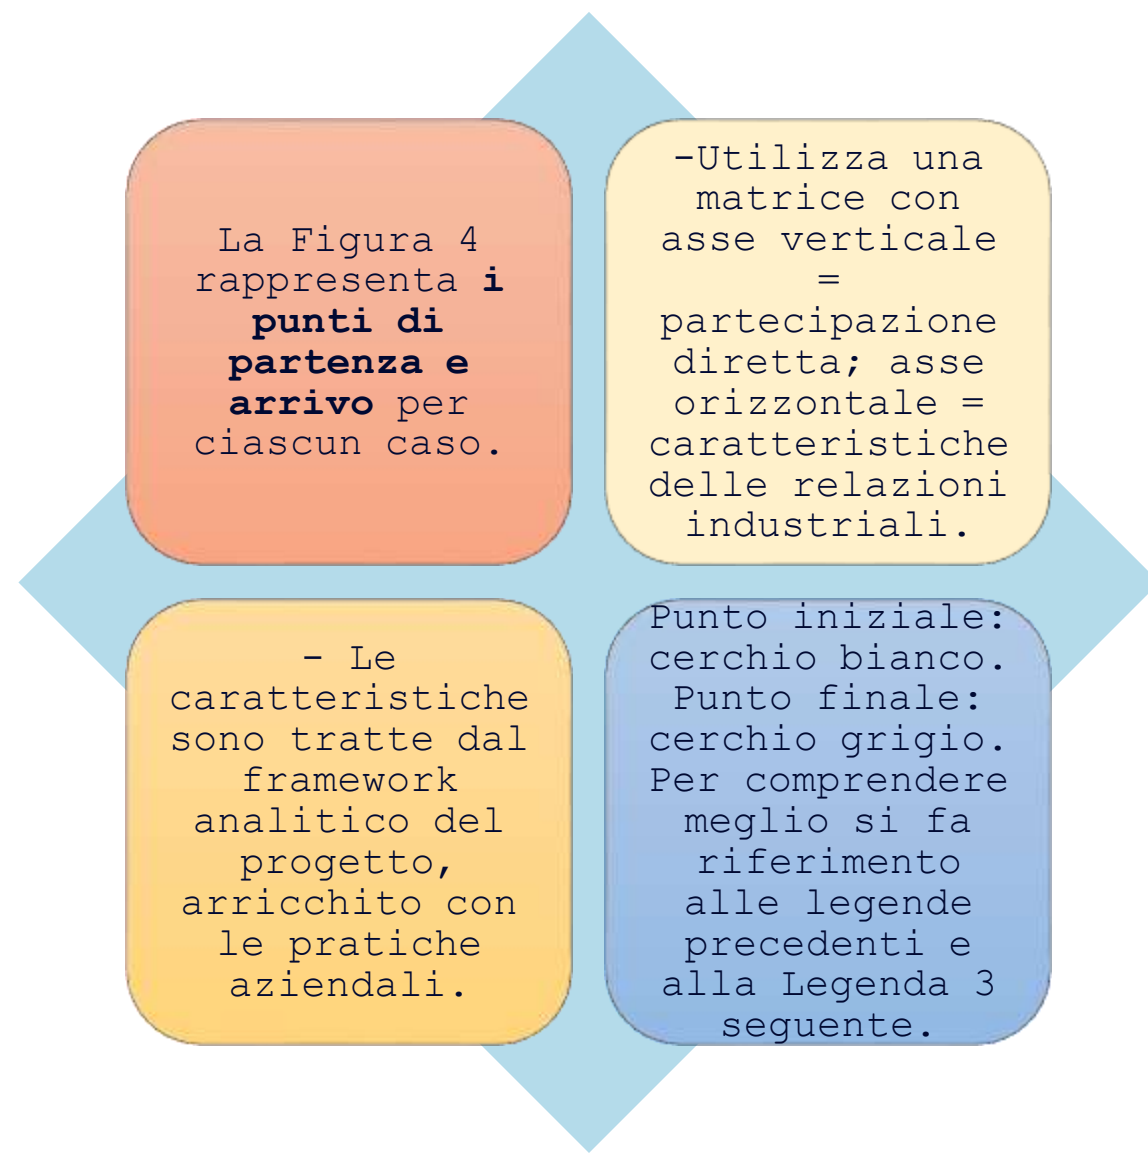 La Figura 4
rappresenta i
punti di
partenza e
arrivo per
ciascun caso.
-Utilizza una
matrice con
asse verticale
=
partecipazione
diretta; asse
orizzontale =
caratteristiche
delle relazioni
industriali.
- Le
caratteristiche
sono tratte dal
framework
analitico del
progetto,
arricchito con
le pratiche
aziendali.
Punto iniziale:
cerchio bianco.
Punto finale:
cerchio grigio.
Per comprendere
meglio si fa
riferimento
alle legende
precedenti e
alla Legenda 3
seguente.